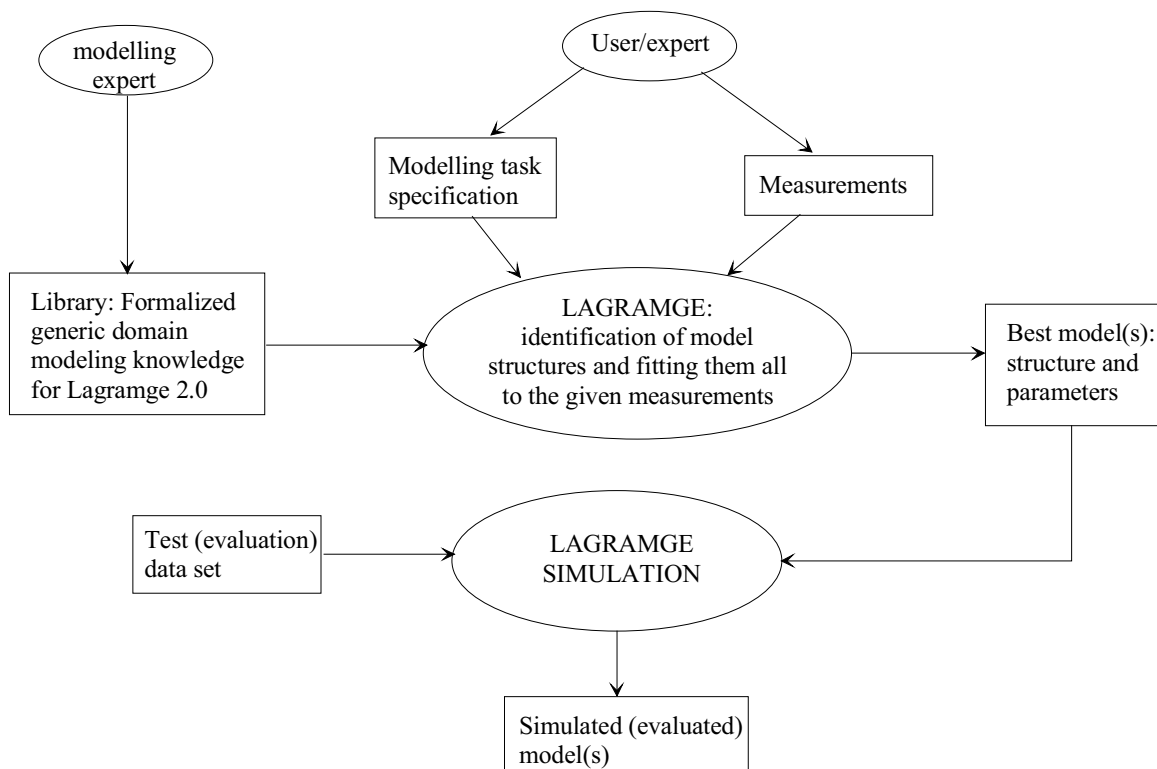 modelling
expert
User/expert
Modelling task
specification
Measurements
Library: Formalized
generic domain
modeling knowledge
for Lagramge 2.0
LAGRAMGE:
identification of model
structures and fitting them all
to the given measurements
Best model(s):
structure and
parameters
Test (evaluation)
data set
LAGRAMGE
SIMULATION
Simulated (evaluated)
model(s)